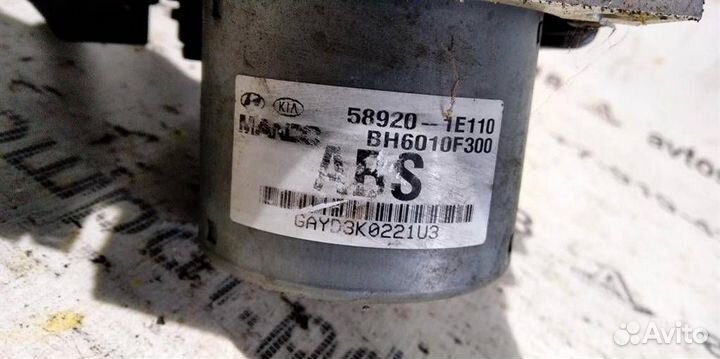 KIA 58920-1E110
MANDO BH6010F300
ABS
GAYD3K0221U3
Avito